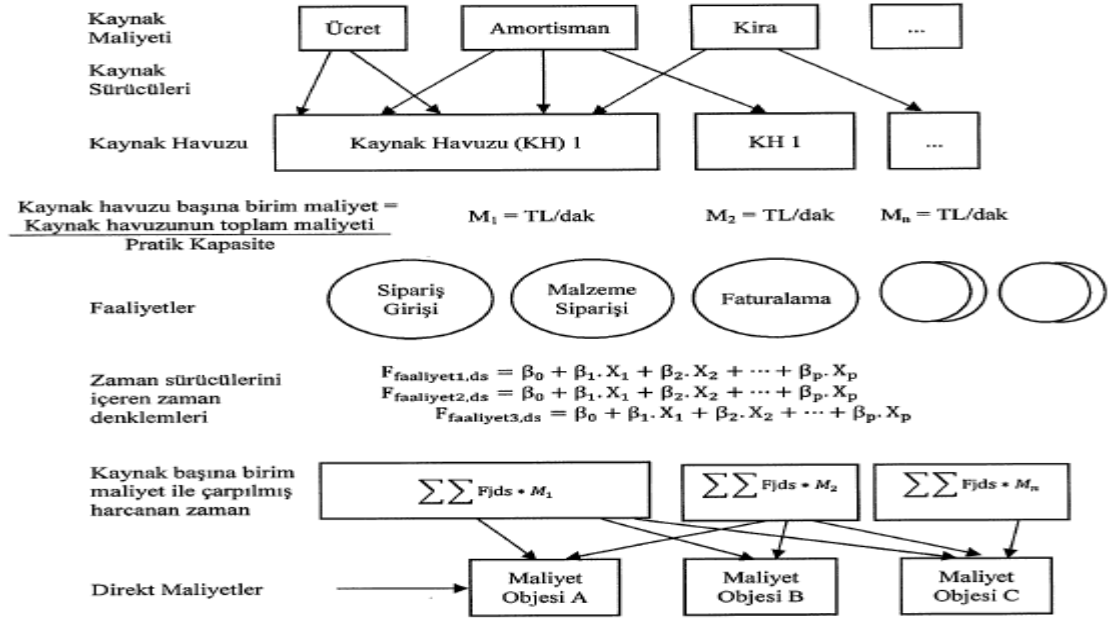 Kaynak
Maliyeti
Ücret
Amortisman
Kira
...
Kaynak
Sürücüleri
Kaynak Havuzu
Kaynak Havuzu (KH) 1
KH 1
...
Kaynak havuzu başına birim maliyet =
Kaynak havuzunun toplam maliyeti
Pratik Kapasite
M₁ = TL/dak
M₂ = TL/dak
Mₙ = TL/dak
Faaliyetler
Sipariş
Girişi
Malzeme
Siparişi
Faturalama
Zaman sürücülerini
içeren zaman
denklemleri
F_faaliyet1,ds = β₀ + β₁. X₁ + β₂. X₂ + ⋯ + βₚ. Xₚ
F_faaliyet2,ds = β₀ + β₁. X₁ + β₂. X₂ + ⋯ + βₚ. Xₚ
F_faaliyet3,ds = β₀ + β₁. X₁ + β₂. X₂ + ⋯ + βₚ. Xₚ
Kaynak başına birim
maliyet ile çarpılmış
harcanan zaman
∑∑ Fjds * M₁
∑∑ Fjds * M₂
∑∑ Fjds * Mₙ
Direkt Maliyetler
Maliyet
Objesi A
Maliyet
Objesi B
Maliyet
Objesi C